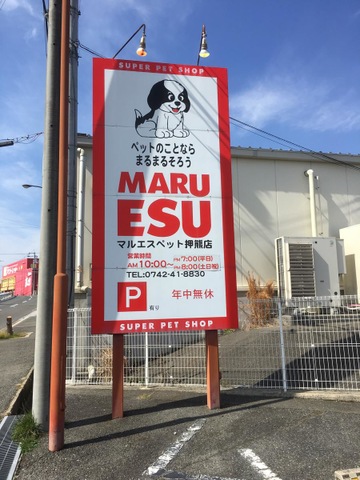 SUPER PET SHOP
ペットのことなら
まるまるそろう
MARU
ESU
マルエスペット押熊店
営業時間
AM10:00~ PM7:00(平日)
PM8:00(土日祝)
TEL:0742-41-8830
P 有り 年中無休
SUPER PET SHOP